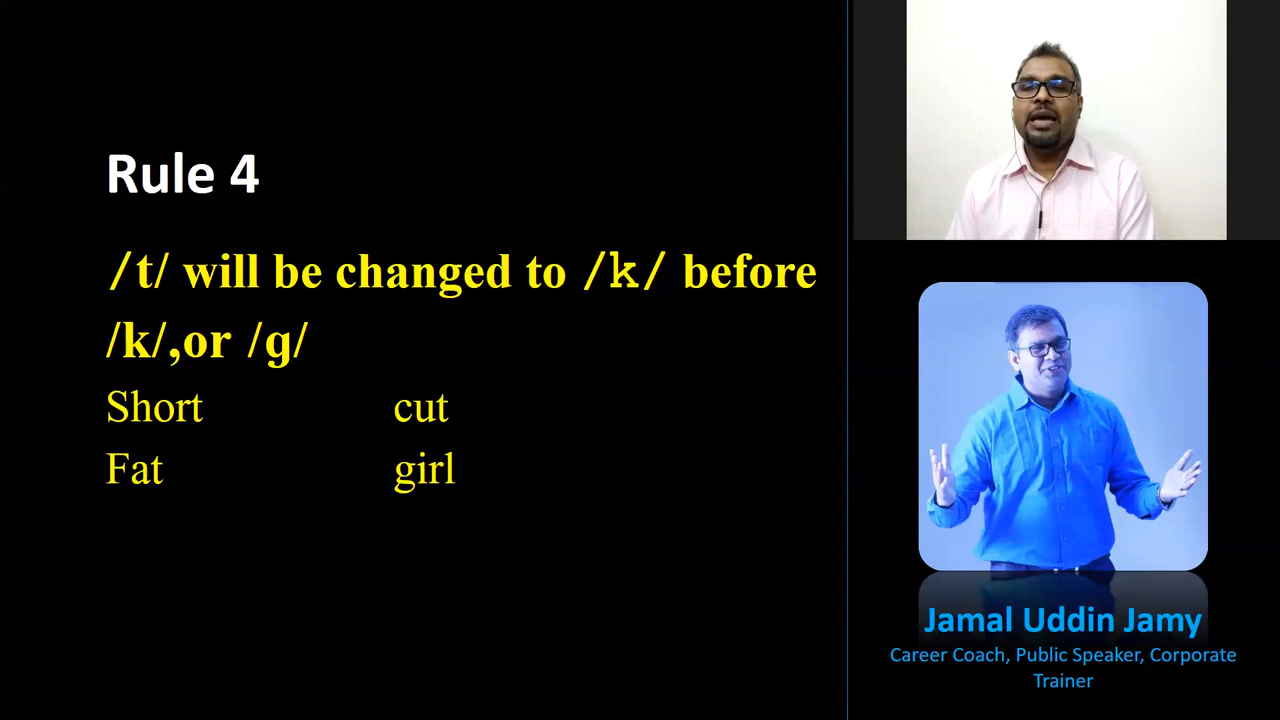 Rule 4
/t/ will be changed to /k/ before
/k/,or /g/
Short cut
Fat girl
Jamal Uddin Jamy
Career Coach, Public Speaker, Corporate
Trainer